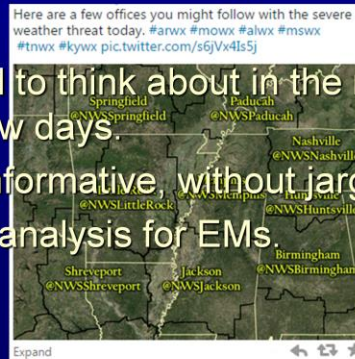 Here are a few offices you might follow with the severe
weather threat today. #arwx #mowx #alwx #mswx
#tnwx #kywx pic.twitter.com/s6jVx4Is5j
to think about in the
Springfield
@NWSSpringfield
Paducah
@NWSPaducah
days.
Nashville
@NWSNashville
formative, without jarg
@NWSLittleRock
@NWSMemphis
Huntsville
@NWSHuntsville
analysis for EMs.
Birmingham
@NWSBirmingham
Shreveport
@NWSShreveport
Jackson
@NWSJackson
Expand